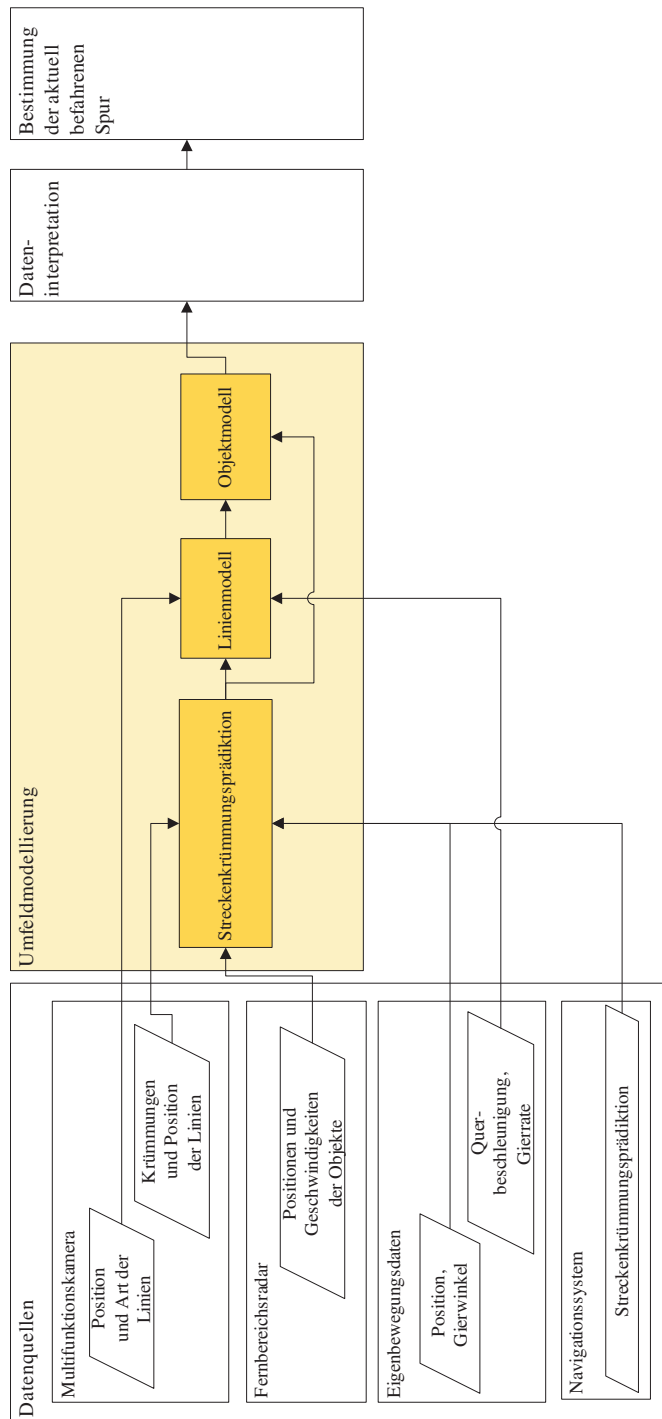 Datenquellen
Multifunktionskamera
Position
und Art der
Linien
Krümmungen
und Position
der Linien
Fernbereichsradar
Positionen und
Geschwindigkeiten
der Objekte
Eigenbewegungsdaten
Position,
Gierwinkel
Quer-
beschleunigung,
Gierrate
Navigationssystem
Streckenkrümmungsprädiktion
Umfeldmodellierung
Streckenkrümmungsprädiktion
Linienmodell
Objektmodell
Daten-
interpretation
Bestimmung
der aktuell
befahrenen
Spur